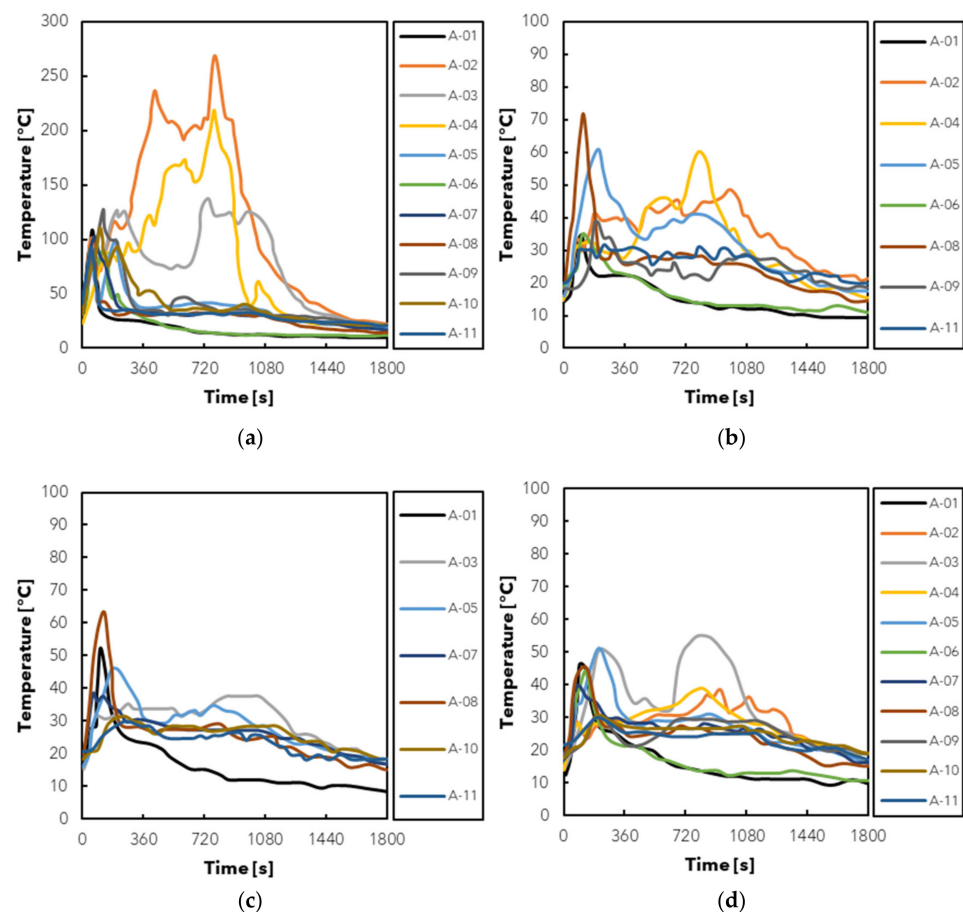 300
250
200
150
100
50
0
Temperature [°C]
0 360 720 1080 1440 1800
Time [s]
A-01
A-02
A-03
A-04
A-05
A-06
A-07
A-08
A-09
A-10
A-11
(a)
100
90
80
70
60
50
40
30
20
10
0
Temperature [°C]
0 360 720 1080 1440 1800
Time [s]
A-01
A-02
A-04
A-05
A-06
A-08
A-09
A-11
(b)
100
90
80
70
60
50
40
30
20
10
0
Temperature [°C]
0 360 720 1080 1440 1800
Time [s]
A-01
A-03
A-05
A-07
A-08
A-10
A-11
(c)
100
90
80
70
60
50
40
30
20
10
0
Temperature [°C]
0 360 720 1080 1440 1800
Time [s]
A-01
A-02
A-03
A-04
A-05
A-06
A-07
A-08
A-09
A-10
A-11
(d)